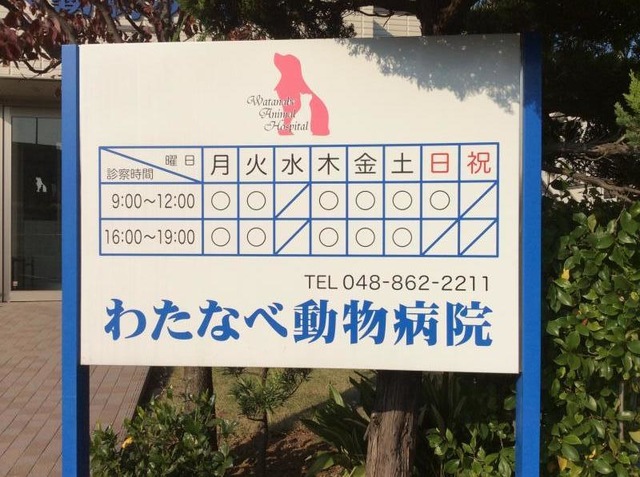 Watanabe
Animal
Hospital
曜日 月 火 水 木 金 土 日 祝
診察時間
9:00〜12:00 ○ ○ ／ ○ ○ ○ ○ ／
16:00〜19:00 ○ ○ ／ ○ ○ ○ ／ ／
TEL 048-862-2211
わたなべ動物病院